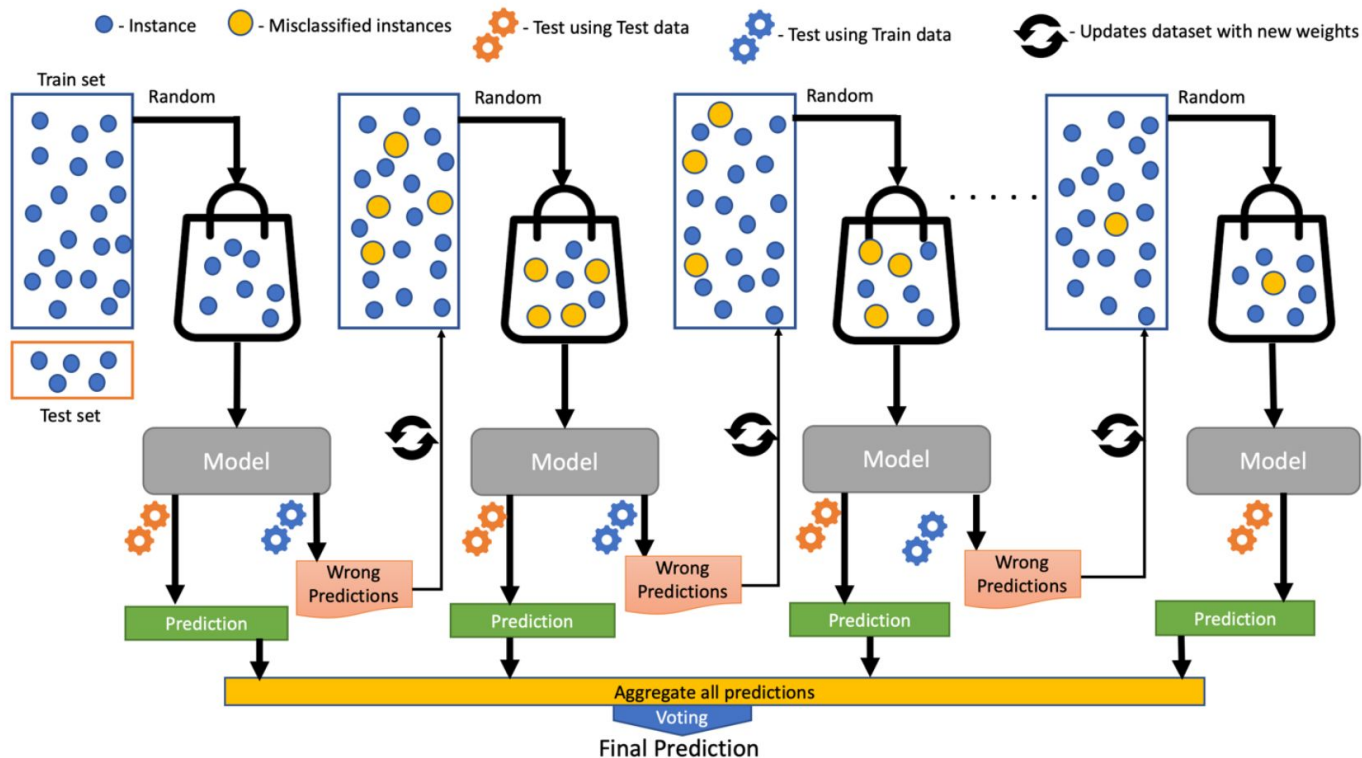 - Instance
- Misclassified instances
- Test using Test data
- Test using Train data
- Updates dataset with new weights
Train set
Random
Random
Random
Random
Test set
Model
Model
Model
Model
Wrong
Predictions
Wrong
Predictions
Wrong
Predictions
Prediction
Prediction
Prediction
Prediction
Aggregate all predictions
Voting
Final Prediction